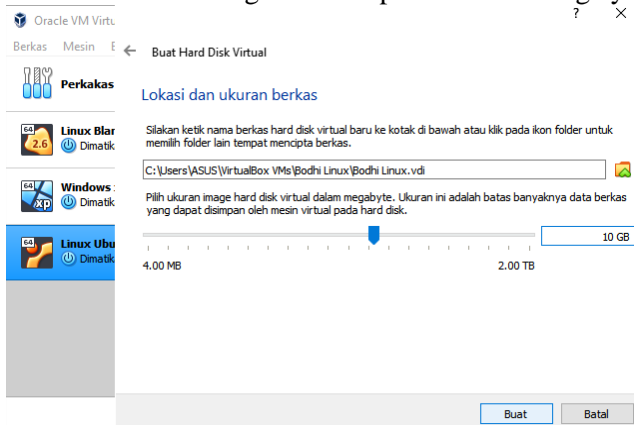 Oracle VM Virtu
? ×
Berkas Mesin
Buat Hard Disk Virtual
Perkakas
Lokasi dan ukuran berkas
64
2.6
Linux Blan
Dimatik
Silakan ketik nama berkas hard disk virtual baru ke kotak di bawah atau klik pada ikon folder untuk
memilih folder lain tempat mencipta berkas.
C:\Users\ASUS\VirtualBox VMs\Bodhi Linux\Bodhi Linux.vdi
64
xp
Windows
Dimatik
Pilih ukuran image hard disk virtual dalam megabyte. Ukuran ini adalah batas banyaknya data berkas
yang dapat disimpan oleh mesin virtual pada hard disk.
10 GB
64
Linux Ubu
Dimatik
4.00 MB 2.00 TB
Buat Batal